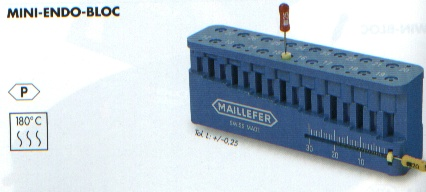 MINI-ENDO-BLOC
P
180°C
MAILLEFER
SWISS MADE
Tol. L: +/-0,25
30 20 10